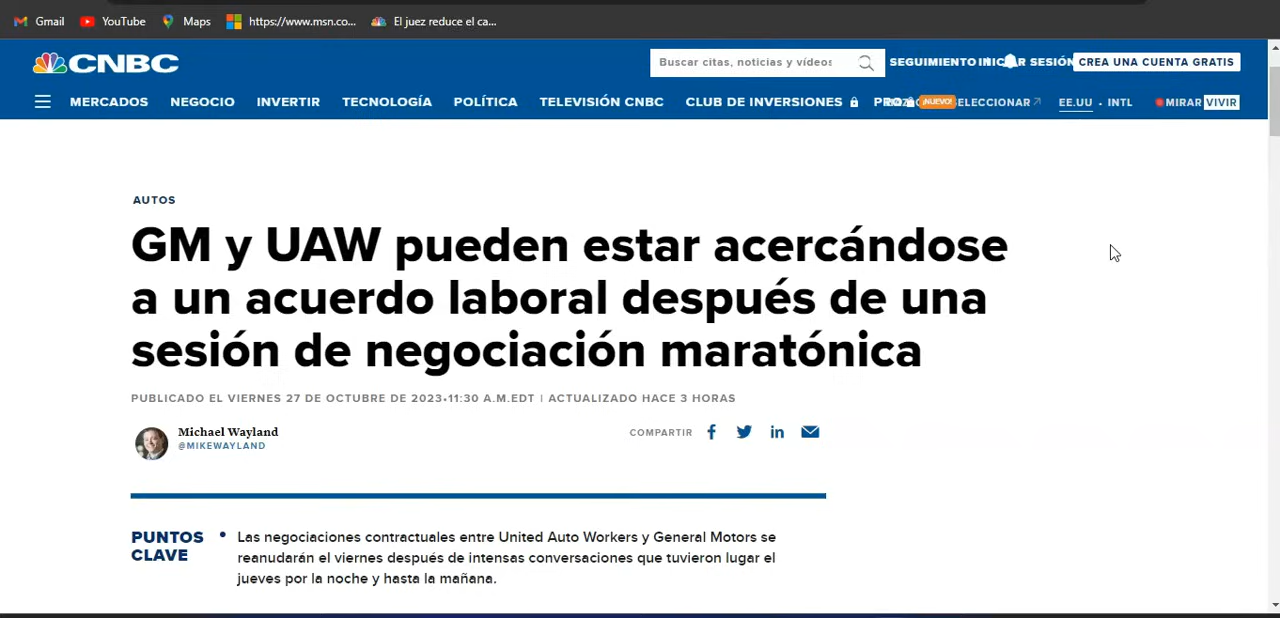 Gmail YouTube Maps https://www.msn.co... El juez reduce el ca...
CNBC Buscar citas, noticias y vídeos SEGUIMIENTO SESIÓN CREA UNA CUENTA GRATIS
MERCADOS NEGOCIO INVERTIR TECNOLOGÍA POLÍTICA TELEVISIÓN CNBC CLUB DE INVERSIONES PRO ¡NUEVO! SELECCIONAR EE.UU • INTL MIRAR VIVIR
AUTOS
GM y UAW pueden estar acercándose
a un acuerdo laboral después de una
sesión de negociación maratónica
PUBLICADO EL VIERNES 27 DE OCTUBRE DE 2023•11:30 A.M.EDT | ACTUALIZADO HACE 3 HORAS
Michael Wayland
@MIKEWAYLAND
COMPARTIR
PUNTOS
CLAVE
• Las negociaciones contractuales entre United Auto Workers y General Motors se
reanudarán el viernes después de intensas conversaciones que tuvieron lugar el
jueves por la noche y hasta la mañana.